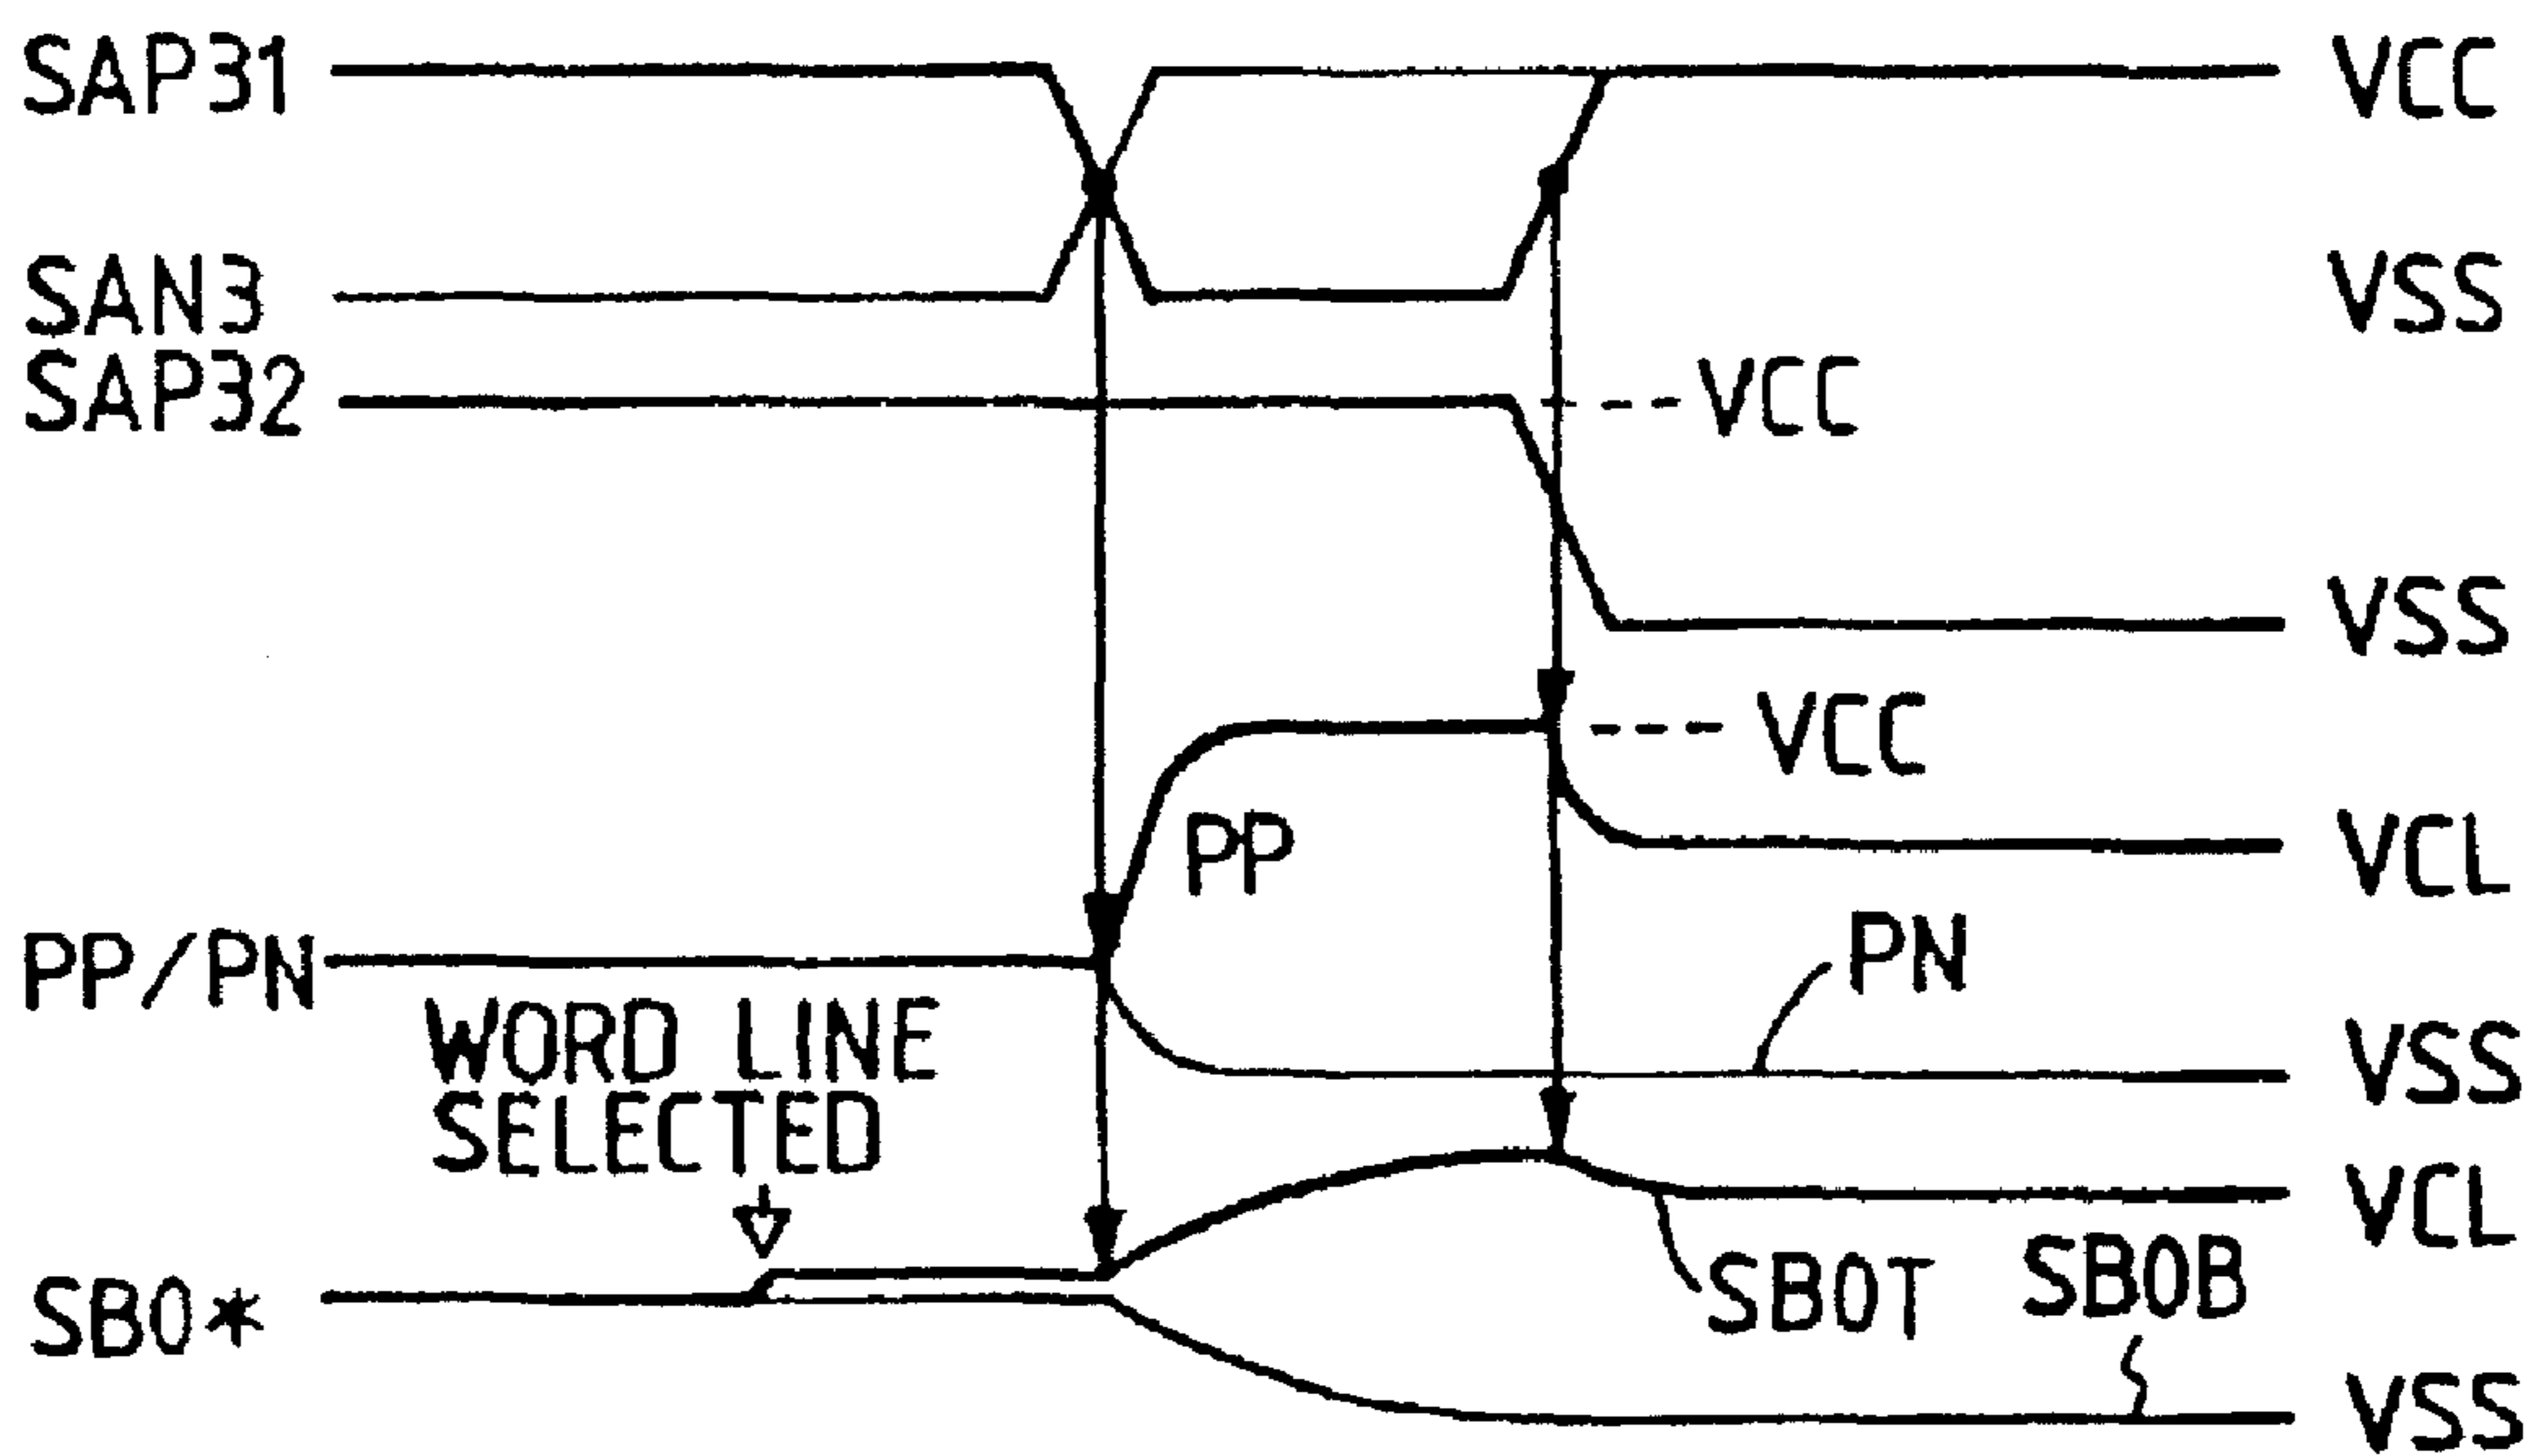 SAP31 VCC
SAN3 VSS
SAP32 VCC
VSS
VCC
PP VCL
PP/PN PN
WORD LINE VSS
SELECTED
VCL
SB0* SB0T SB0B
VSS